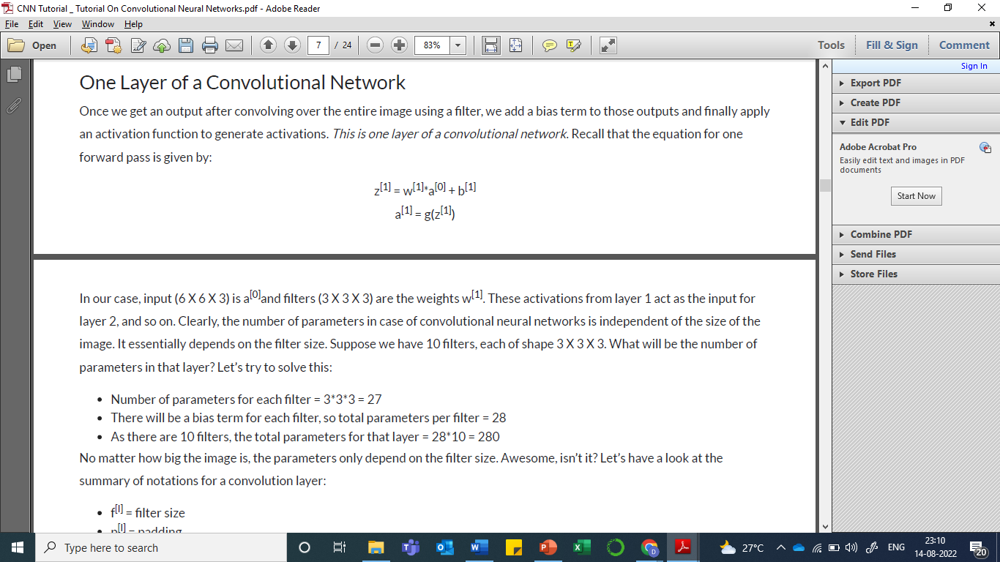 CNN Tutorial _ Tutorial On Convolutional Neural Networks.pdf - Adobe Reader
File Edit View Window Help
Open 7 / 24 83% Tools Fill & Sign Comment
Sign In
Export PDF
Create PDF
Edit PDF
Adobe Acrobat Pro
Easily edit text and images in PDF
documents
Start Now
Combine PDF
Send Files
Store Files
One Layer of a Convolutional Network
Once we get an output after convolving over the entire image using a filter, we add a bias term to those outputs and finally apply
an activation function to generate activations. This is one layer of a convolutional network. Recall that the equation for one
forward pass is given by:
z[1] = w[1]*a[0] + b[1]
a[1] = g(z[1])
In our case, input (6 X 6 X 3) is a[0]and filters (3 X 3 X 3) are the weights w[1]. These activations from layer 1 act as the input for
layer 2, and so on. Clearly, the number of parameters in case of convolutional neural networks is independent of the size of the
image. It essentially depends on the filter size. Suppose we have 10 filters, each of shape 3 X 3 X 3. What will be the number of
parameters in that layer? Let's try to solve this:
• Number of parameters for each filter = 3*3*3 = 27
• There will be a bias term for each filter, so total parameters per filter = 28
• As there are 10 filters, the total parameters for that layer = 28*10 = 280
No matter how big the image is, the parameters only depend on the filter size. Awesome, isn't it? Let's have a look at the
summary of notations for a convolution layer:
• f[l] = filter size
• p[l] = padding
Type here to search
27°C ENG 23:10
14-08-2022 20